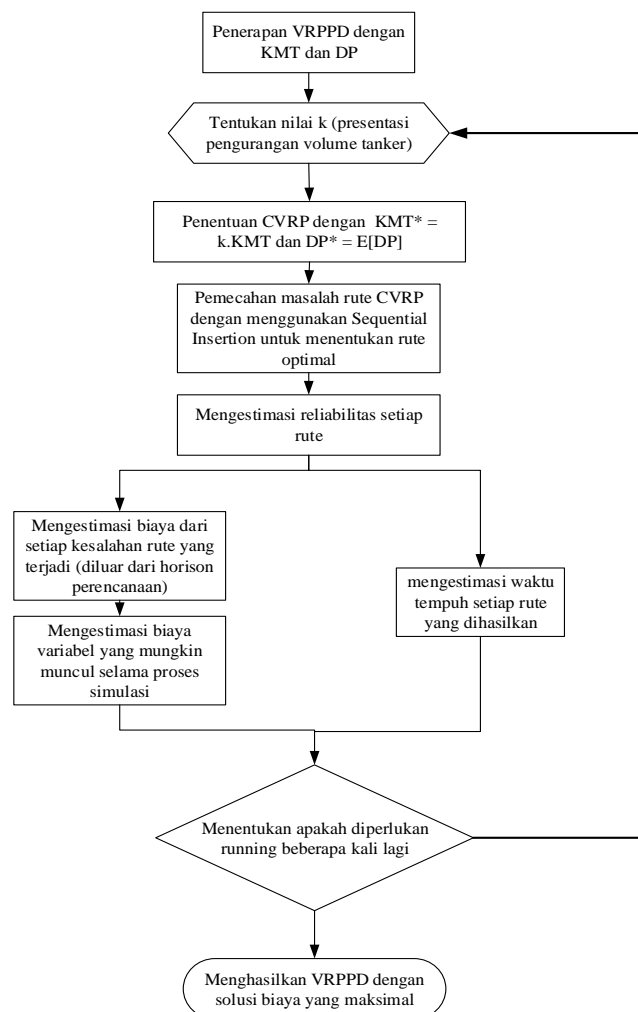 Penerapan VRPPD dengan
KMT dan DP
Tentukan nilai k (presentasi
pengurangan volume tanker)
Penentuan CVRP dengan KMT* =
k.KMT dan DP* = E[DP]
Pemecahan masalah rute CVRP
dengan menggunakan Sequential
Insertion untuk menentukan rute
optimal
Mengestimasi reliabilitas setiap
rute
Mengestimasi biaya dari
setiap kesalahan rute yang
terjadi (diluar dari horison
perencanaan)
Mengestimasi biaya
variabel yang mungkin
muncul selama proses
simulasi
mengestimasi waktu
tempuh setiap rute
yang dihasilkan
Menentukan apakah diperlukan
running beberapa kali lagi
Menghasilkan VRPPD dengan
solusi biaya yang maksimal